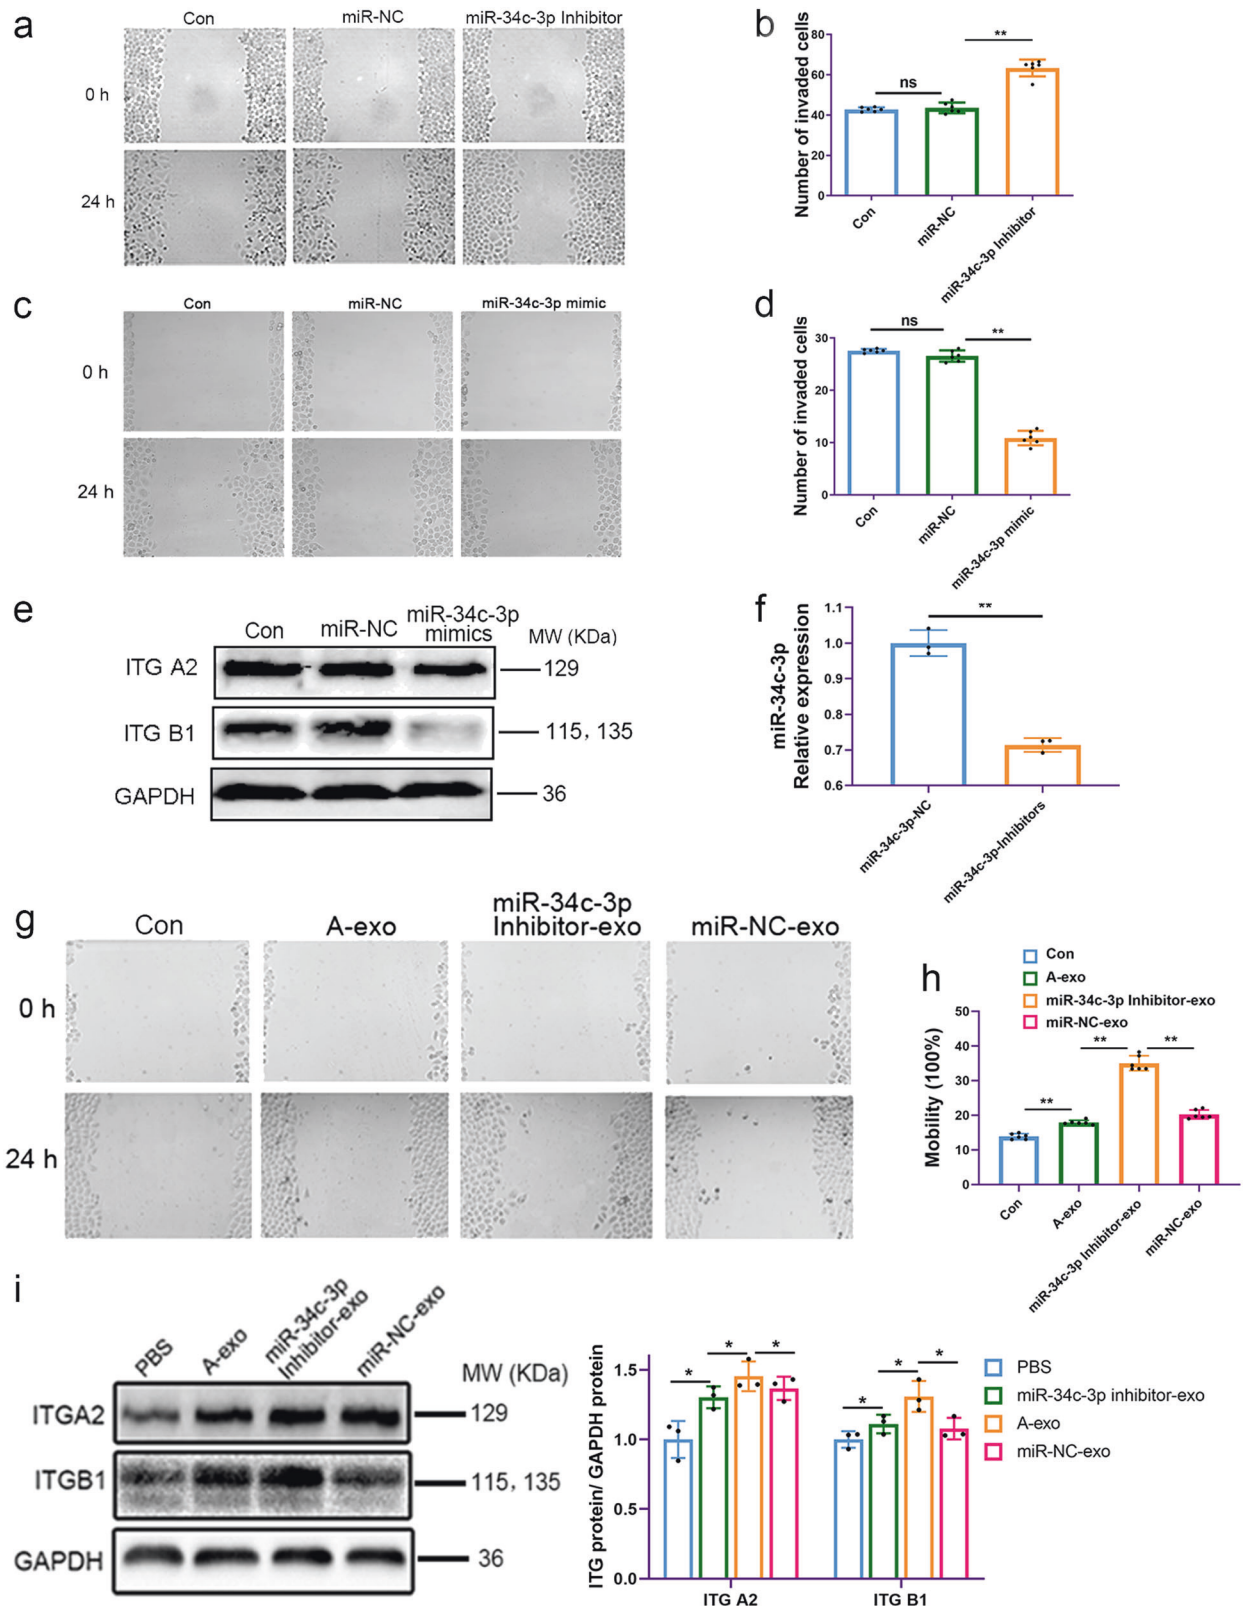 a
Con
miR-NC
miR-34c-3p Inhibitor
0 h
24 h
b
Number of invaded cells
80
60
40
20
0
ns
**
Con
miR-NC
miR-34c-3p Inhibitor
c
Con
miR-NC
miR-34c-3p mimic
0 h
24 h
d
Number of invaded cells
30
20
10
0
ns
**
Con
miR-NC
miR-34c-3p mimic
e
Con
miR-NC
miR-34c-3p
mimics
MW (KDa)
ITG A2
129
ITG B1
115, 135
GAPDH
36
f
miR-34c-3p
Relative expression
1.1
1.0
0.9
0.8
0.7
0.6
**
miR-34c-3p-NC
miR-34c-3p-Inhibitors
g
Con
A-exo
miR-34c-3p
Inhibitor-exo
miR-NC-exo
0 h
24 h
h
Con
A-exo
miR-34c-3p Inhibitor-exo
miR-NC-exo
Mobility (100%)
50
40
30
20
10
0
**
**
**
Con
A-exo
miR-34c-3p Inhibitor-exo
miR-NC-exo
i
PBS
A-exo
miR-34c-3p
Inhibitor-exo
miR-NC-exo
MW (KDa)
ITGA2
129
ITGB1
115, 135
GAPDH
36
ITG protein/ GAPDH protein
1.5
1.0
0.5
0.0
*
*
*
*
*
*
ITG A2
ITG B1
PBS
miR-34c-3p inhibitor-exo
A-exo
miR-NC-exo